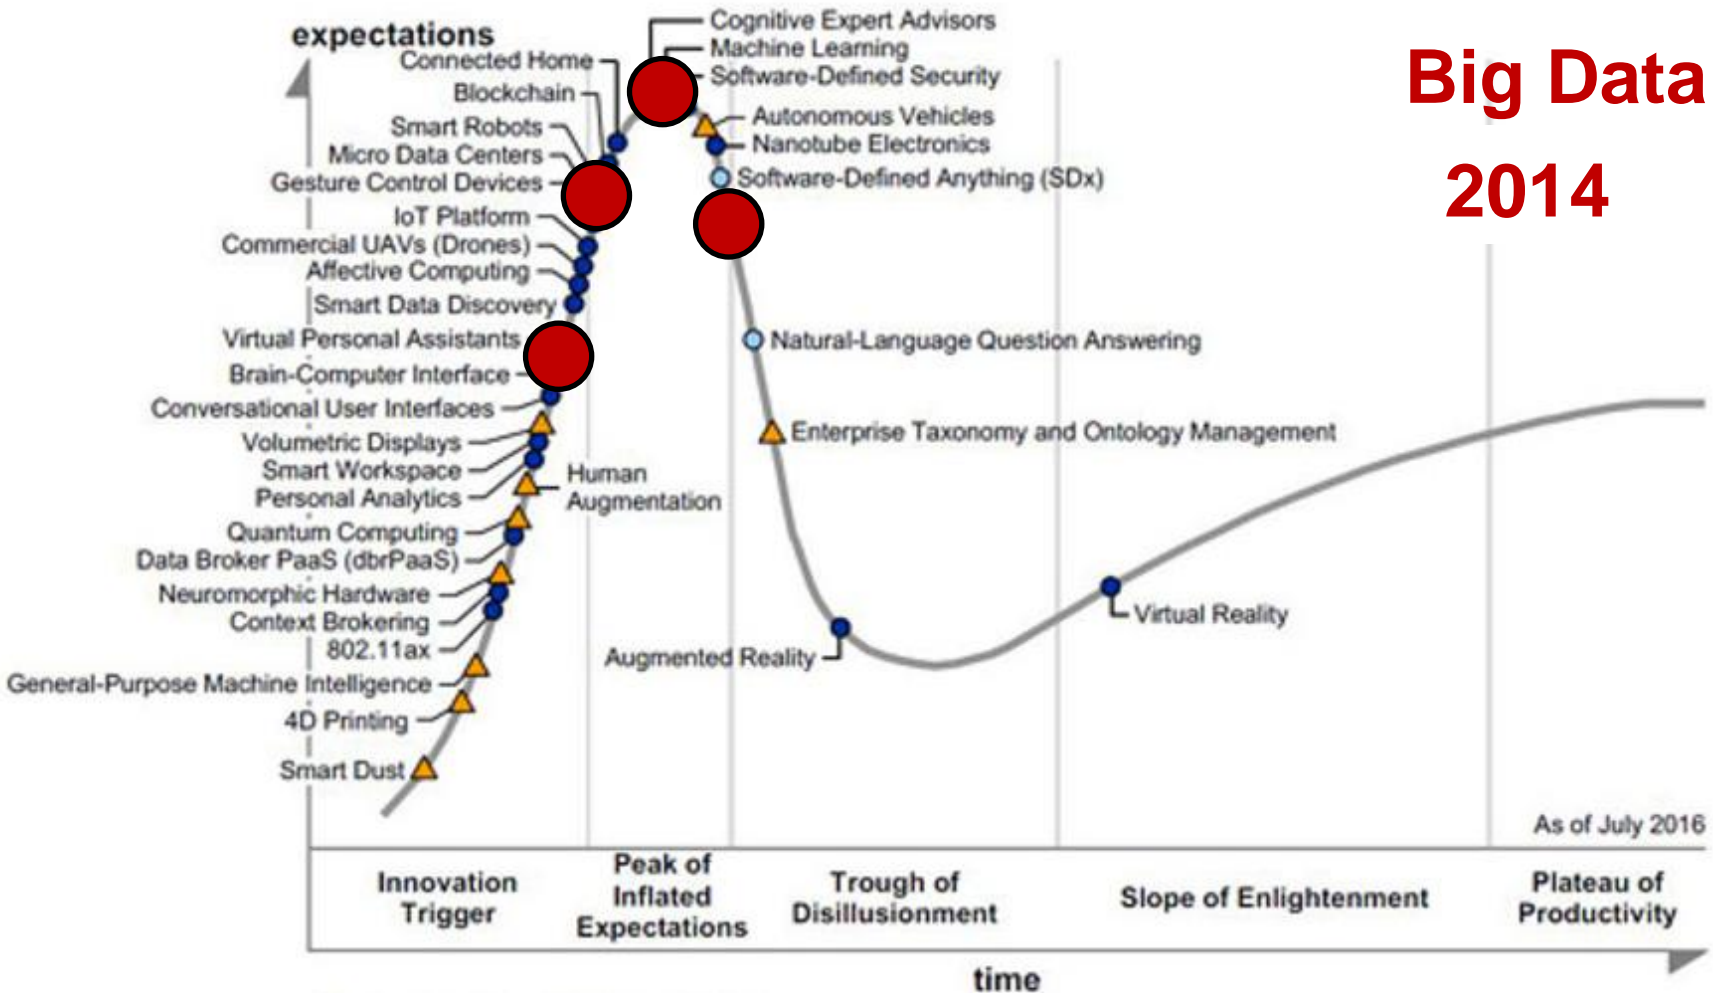 expectations
Connected Home
Blockchain
Smart Robots
Micro Data Centers
Gesture Control Devices
IoT Platform
Commercial UAVs (Drones)
Affective Computing
Smart Data Discovery
Virtual Personal Assistants
Brain-Computer Interface
Conversational User Interfaces
Volumetric Displays
Smart Workspace
Personal Analytics
Quantum Computing
Data Broker PaaS (dbrPaaS)
Neuromorphic Hardware
Context Brokering
802.11ax
General-Purpose Machine Intelligence
4D Printing
Smart Dust
Human
Augmentation
Cognitive Expert Advisors
Machine Learning
Software-Defined Security
Autonomous Vehicles
Nanotube Electronics
Software-Defined Anything (SDx)
Natural-Language Question Answering
Enterprise Taxonomy and Ontology Management
Augmented Reality
Virtual Reality
Big Data
2014
As of July 2016
Innovation
Trigger
Peak of
Inflated
Expectations
Trough of
Disillusionment
Slope of Enlightenment
Plateau of
Productivity
time